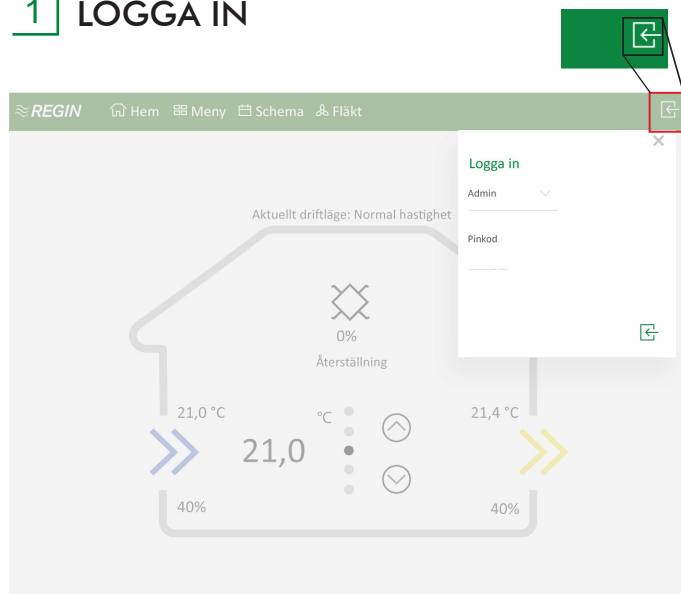 1 LOGGA IN
REGIN Hem Meny Schema Fläkt
Logga in
Admin
Pinkod
Aktuellt driftläge: Normal hastighet
0%
Återställning
21,0 °C
°C
21,4 °C
21,0
40%
40%